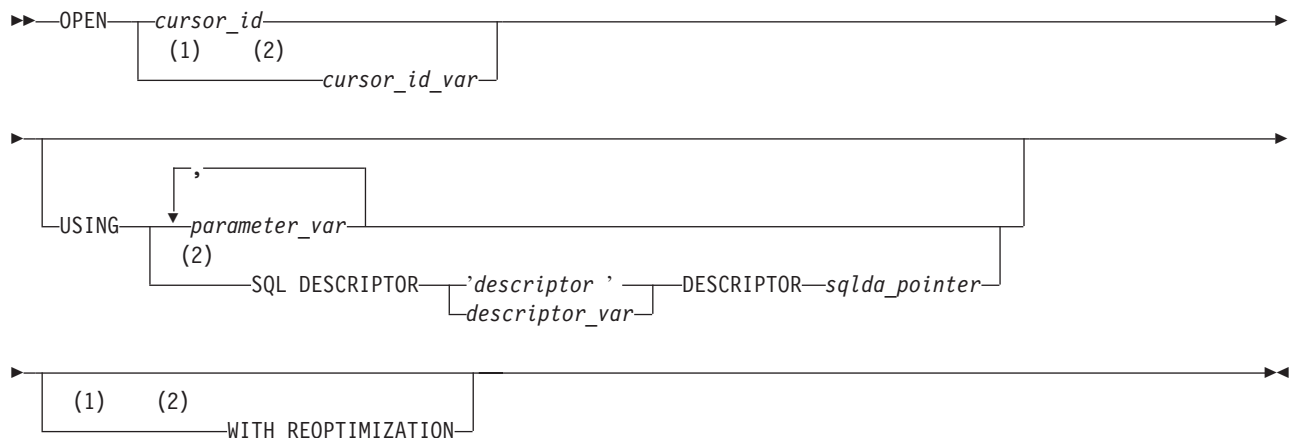 OPEN cursor_id
(1) (2)
cursor_id_var
,
USING parameter_var
(2)
SQL DESCRIPTOR ’descriptor ’ DESCRIPTOR sqlda_pointer
descriptor_var
(1) (2)
WITH REOPTIMIZATION